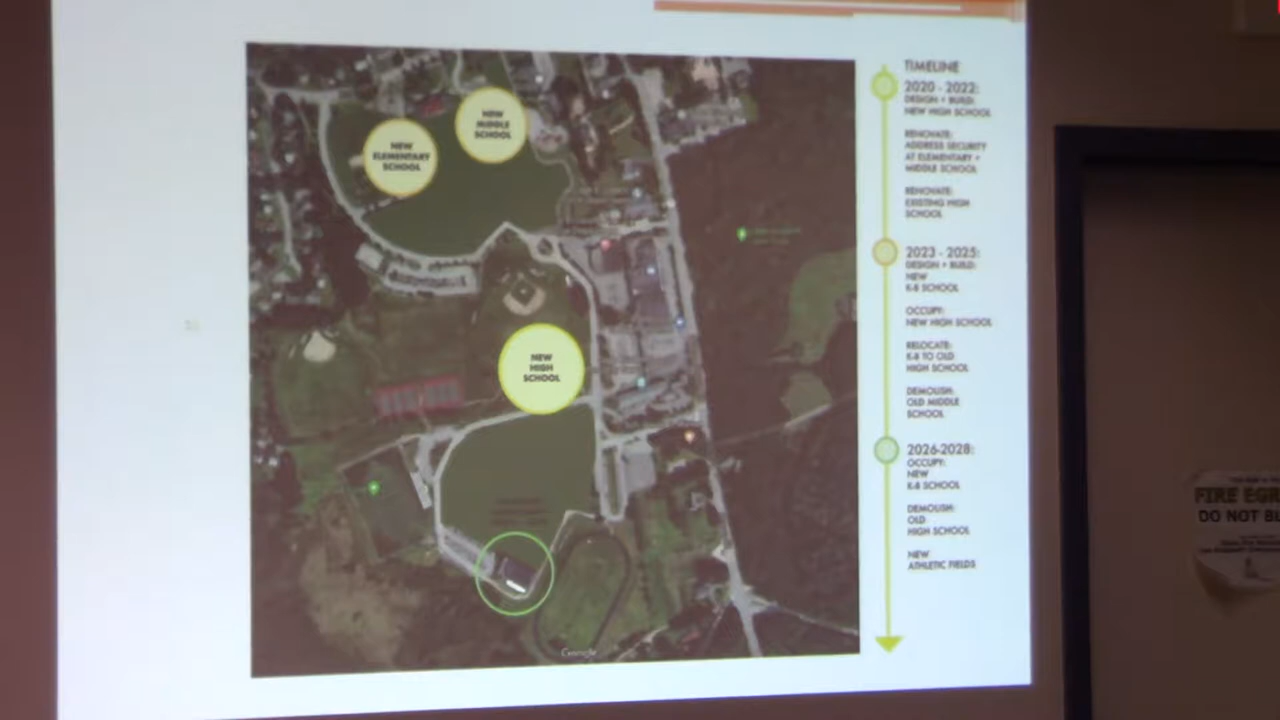 NEW
MIDDLE
SCHOOL
NEW
ELEMENTARY
SCHOOL
NEW
HIGH
SCHOOL
Google
TIMELINE
2020 - 2022:
DESIGN + BUILD:
NEW HIGH SCHOOL
RENOVATE:
ADDRESS SECURITY
AT ELEMENTARY +
MIDDLE SCHOOL
RENOVATE:
EXISTING HIGH
SCHOOL
2023 - 2025:
DESIGN + BUILD:
NEW
K-8 SCHOOL
OCCUPY:
NEW HIGH SCHOOL
RELOCATE:
K-8 TO OLD
HIGH SCHOOL
DEMOLISH:
OLD MIDDLE
SCHOOL
2026-2028:
OCCUPY:
NEW
K-8 SCHOOL
DEMOLISH:
OLD
HIGH SCHOOL
NEW
ATHLETIC FIELDS
FIRE EGR
DO NOT BL